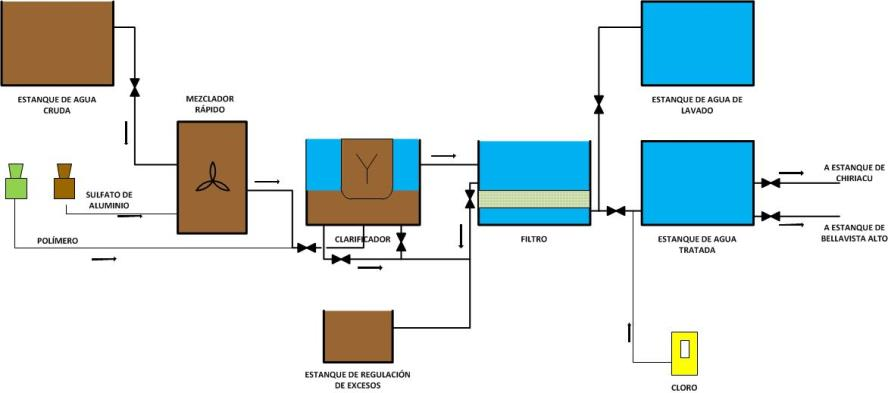 ESTANQUE DE AGUA
CRUDA
MEZCLADOR
RÁPIDO
ESTANQUE DE AGUA DE
LAVADO
SULFATO DE
ALUMINIO
POLÍMERO
CLARIFICADOR
FILTRO
ESTANQUE DE AGUA
TRATADA
A ESTANQUE DE
CHIRIACU
A ESTANQUE DE
BELLAVISTA ALTO
ESTANQUE DE REGULACIÓN
DE EXCESOS
CLORO